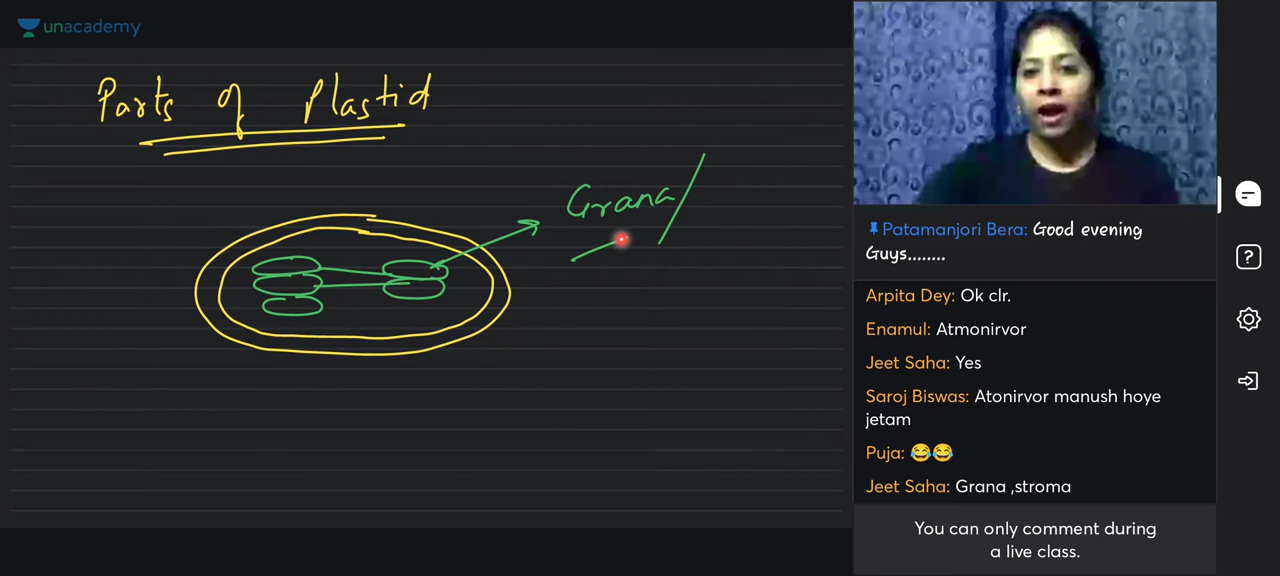 unacademy
Parts of Plastid
Grana/
Patamanjori Bera: Good evening
Guys........
Arpita Dey: Ok clr.
Enamul: Atmonirvor
Jeet Saha: Yes
Saroj Biswas: Atonirvor manush hoye
jetam
Puja: 😂😂
Jeet Saha: Grana ,stroma
You can only comment during
a live class.